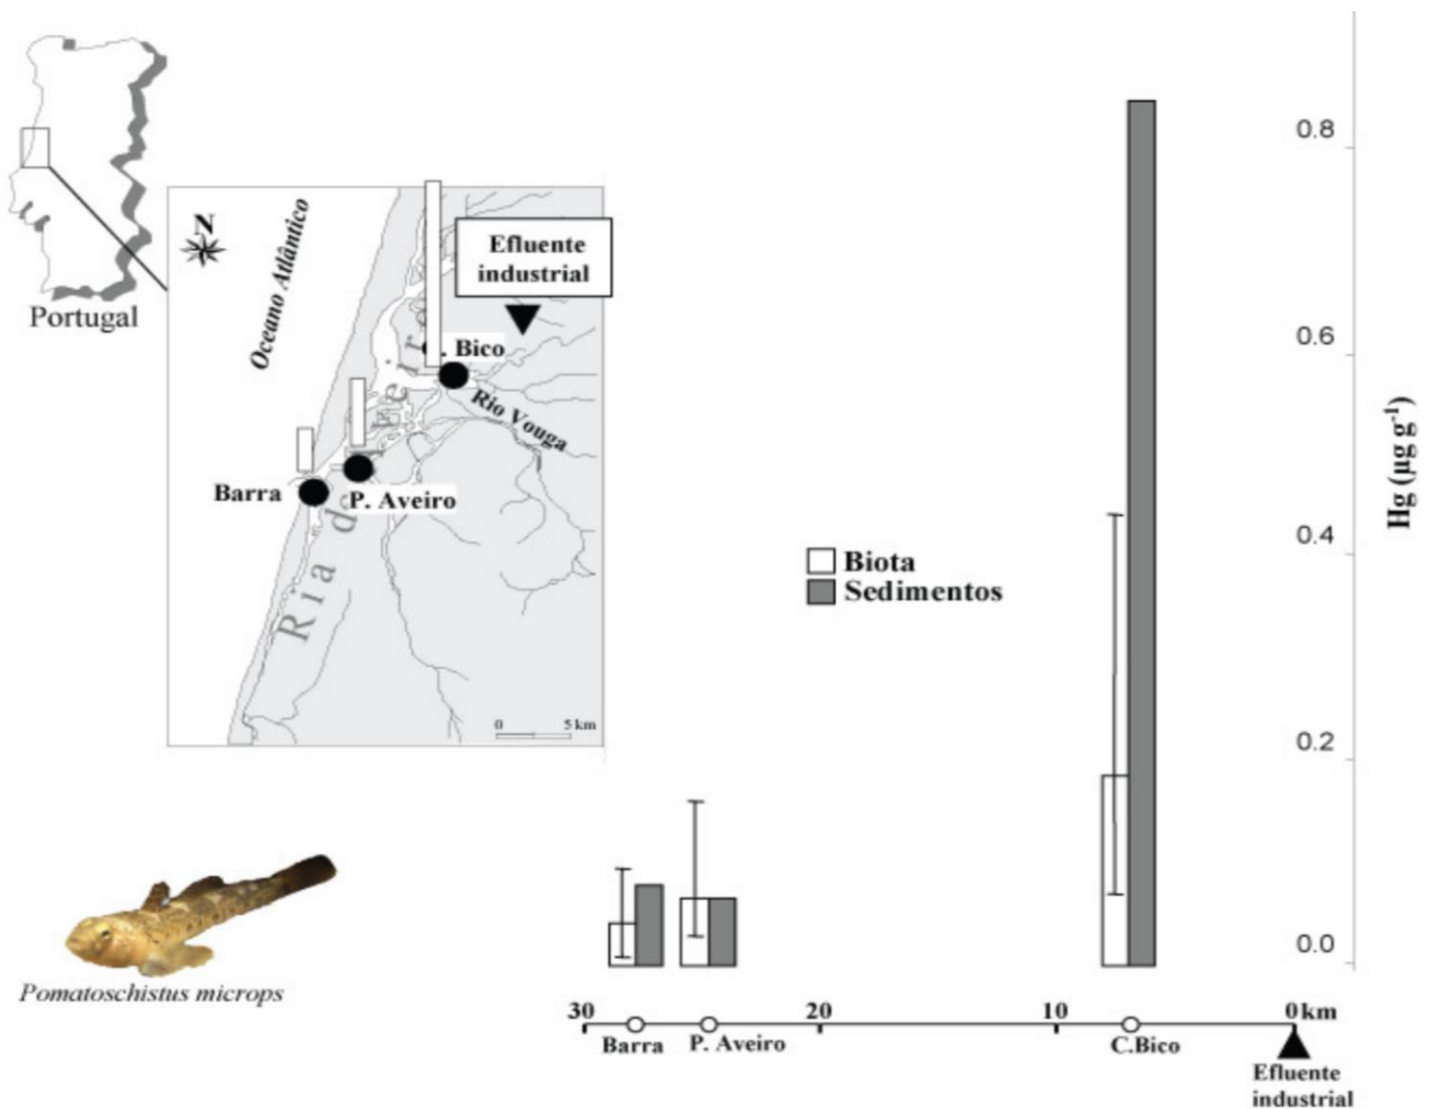 Portugal
N
Oceano Atlântico
Efluente
industrial
. Bico
Rio Vouga
Barra
P. Aveiro
Ria de
eir
0 5 km
Biota
Sedimentos
0.8
0.6
0.4
0.2
0.0
Hg (µg g⁻¹)
Pomatoschistus microps
30 20 10 0 km
Barra P. Aveiro C.Bico
Efluente
industrial